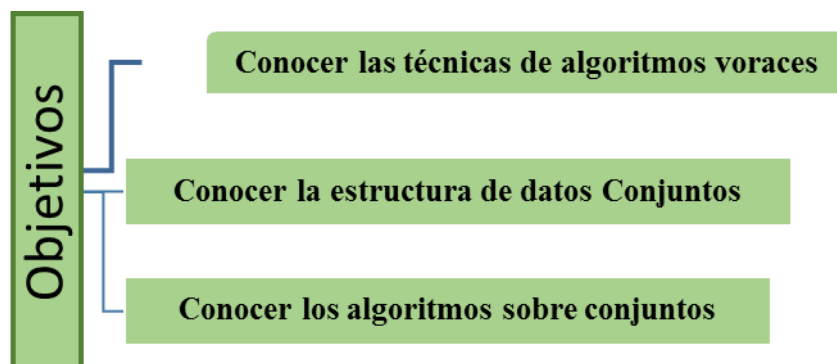 Objetivos
Conocer las técnicas de algoritmos voraces
Conocer la estructura de datos Conjuntos
Conocer los algoritmos sobre conjuntos